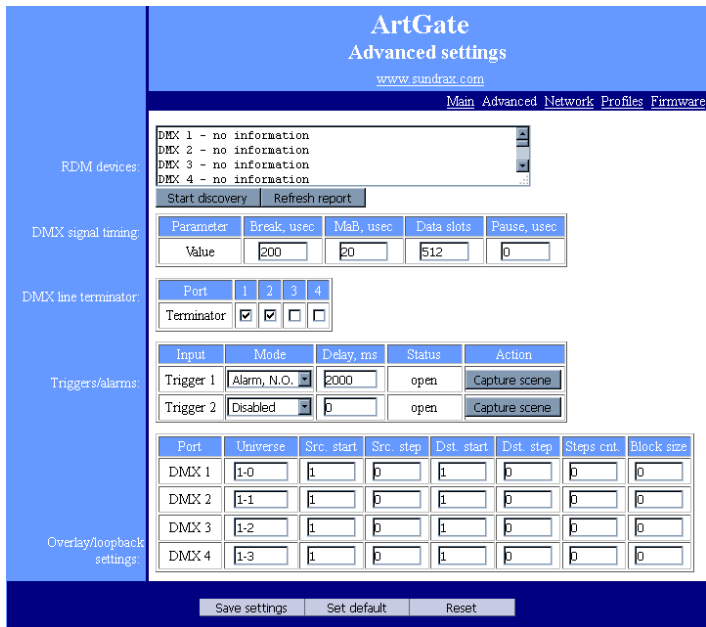 ArtGate
Advanced settings
www.sundrax.com
Main Advanced Network Profiles Firmware
RDM devices:
DMX 1 - no information
DMX 2 - no information
DMX 3 - no information
DMX 4 - no information
Start discovery Refresh report
DMX signal timing:
Parameter Break, usec MaB, usec Data slots Pause, usec
Value 200 20 512 0
DMX line terminator:
Port 1 2 3 4
Terminator
Triggers/alarms:
Input Mode Delay, ms Status Action
Trigger 1 Alarm, N.O. 2000 open Capture scene
Trigger 2 Disabled 0 open Capture scene
Overlay/loopback settings:
Port Universe Src. start Src. step Dst. start Dst. step Steps cnt. Block size
DMX 1 1-0 1 0 1 0 0 0
DMX 2 1-1 1 0 1 0 0 0
DMX 3 1-2 1 0 1 0 0 0
DMX 4 1-3 1 0 1 0 0 0
Save settings Set default Reset